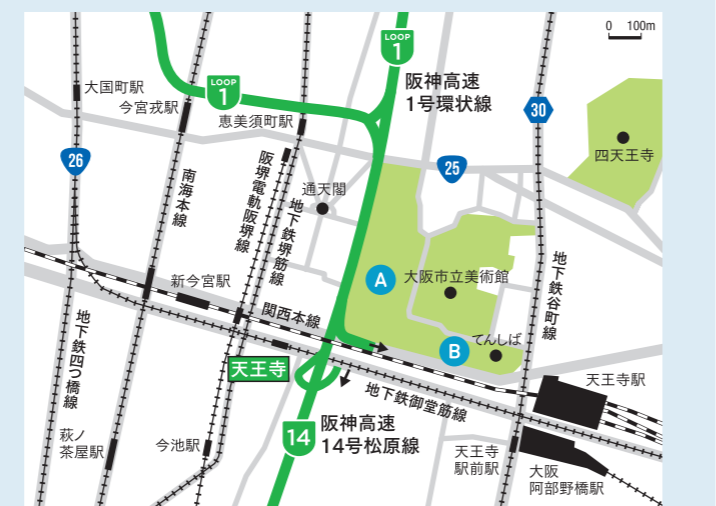 LOOP
1
0 100m
LOOP
1
阪神高速
1号環状線
大国町駅
今宮戎駅
恵美須町駅
30
四天王寺
26
25
南海本線
阪堺電軌阪堺線
地下鉄堺筋線
通天閣
地下鉄谷町線
新今宮駅
A
大阪市立美術館
関西本線
地下鉄四つ橋線
B
てんしば
天王寺
天王寺駅
地下鉄御堂筋線
14
阪神高速
14号松原線
萩ノ
茶屋駅
今池駅
天王寺
駅前駅
大阪
阿部野橋駅